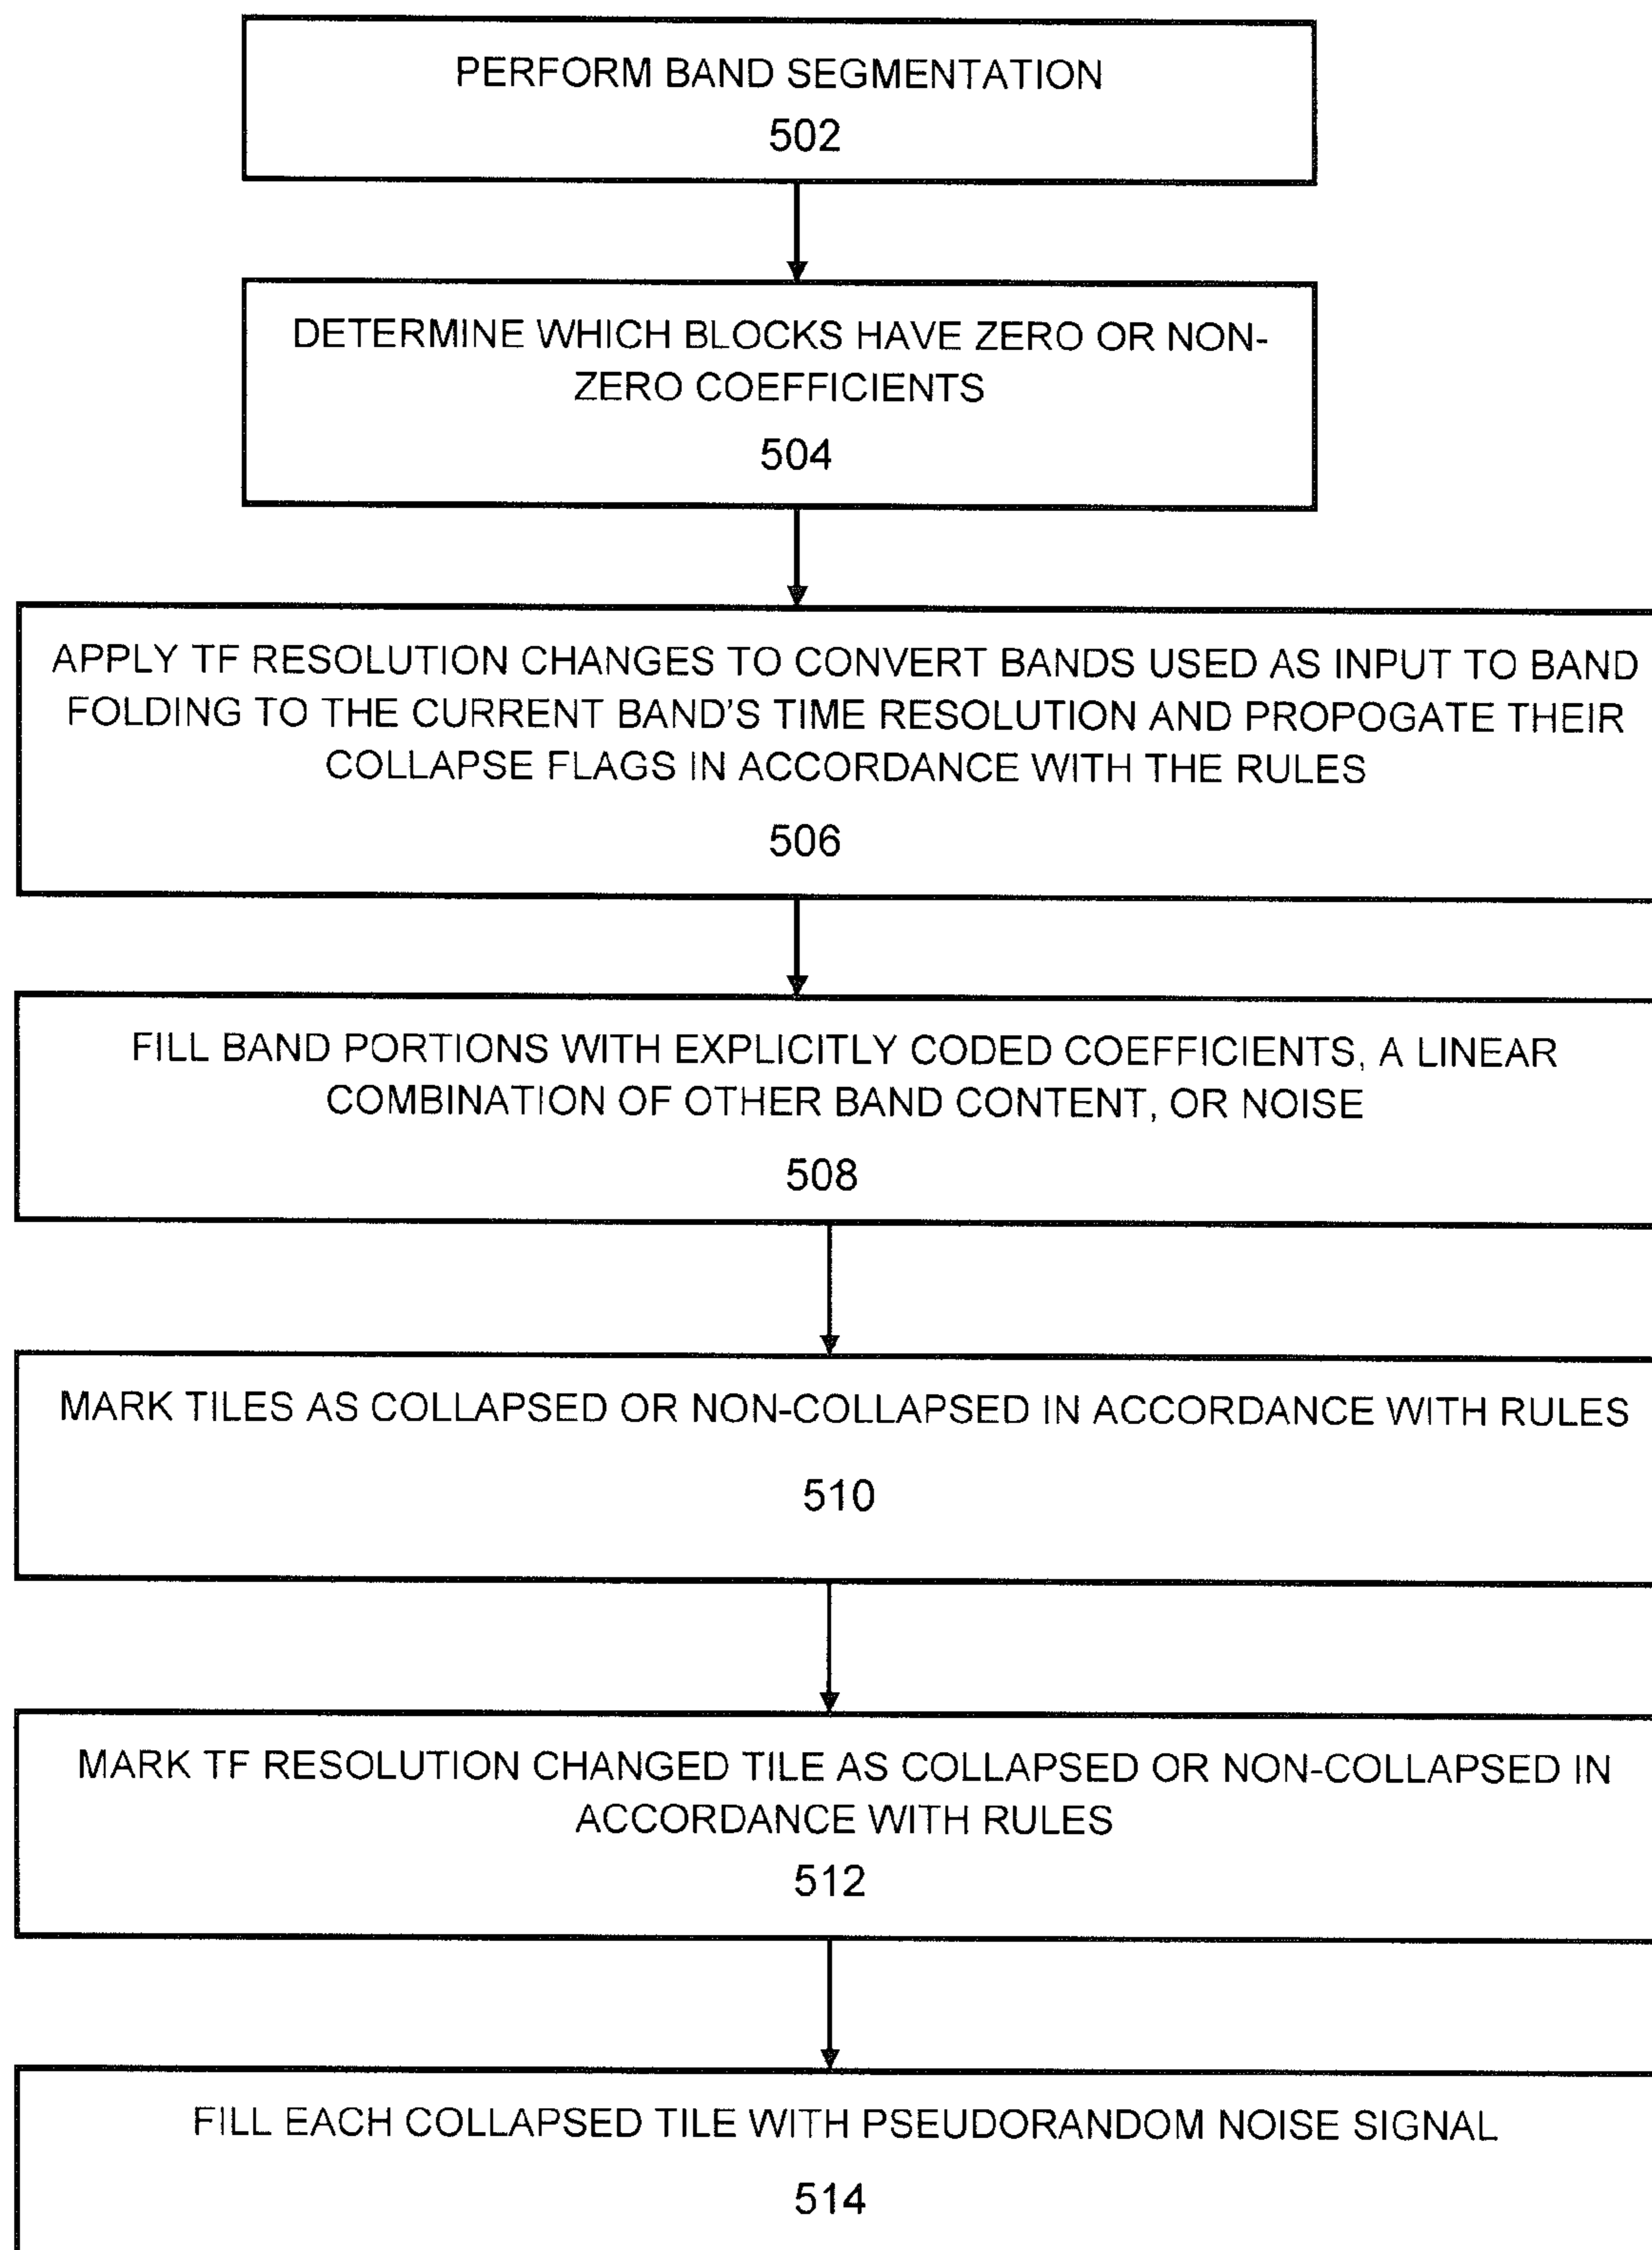 PERFORM BAND SEGMENTATION
502
DETERMINE WHICH BLOCKS HAVE ZERO OR NON-
ZERO COEFFICIENTS
504
APPLY TF RESOLUTION CHANGES TO CONVERT BANDS USED AS INPUT TO BAND
FOLDING TO THE CURRENT BAND'S TIME RESOLUTION AND PROPOGATE THEIR
COLLAPSE FLAGS IN ACCORDANCE WITH THE RULES
506
FILL BAND PORTIONS WITH EXPLICITLY CODED COEFFICIENTS, A LINEAR
COMBINATION OF OTHER BAND CONTENT, OR NOISE
508
MARK TILES AS COLLAPSED OR NON-COLLAPSED IN ACCORDANCE WITH RULES
510
MARK TF RESOLUTION CHANGED TILE AS COLLAPSED OR NON-COLLAPSED IN
ACCORDANCE WITH RULES
512
FILL EACH COLLAPSED TILE WITH PSEUDORANDOM NOISE SIGNAL
514